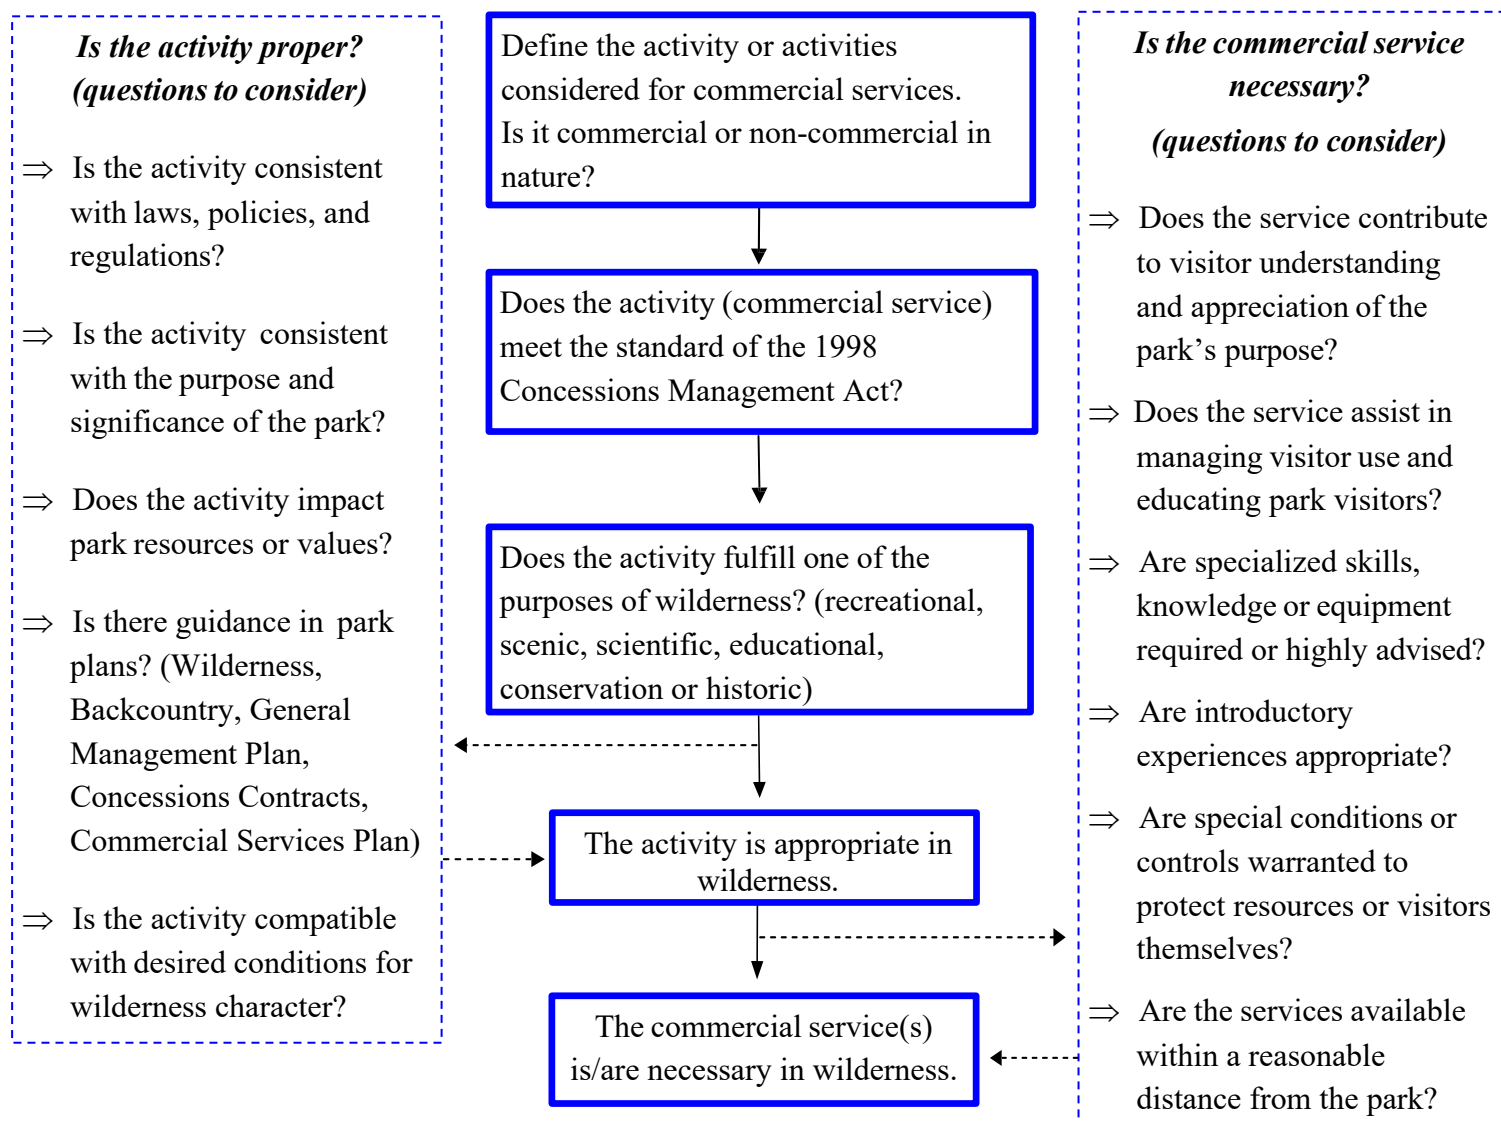 Is the activity proper?
(questions to consider)
⇒ Is the activity consistent
with laws, policies, and
regulations?
⇒ Is the activity consistent
with the purpose and
significance of the park?
⇒ Does the activity impact
park resources or values?
⇒ Is there guidance in park
plans? (Wilderness,
Backcountry, General
Management Plan,
Concessions Contracts,
Commercial Services Plan)
⇒ Is the activity compatible
with desired conditions for
wilderness character?
Define the activity or activities
considered for commercial services.
Is it commercial or non-commercial in
nature?
Does the activity (commercial service)
meet the standard of the 1998
Concessions Management Act?
Does the activity fulfill one of the
purposes of wilderness? (recreational,
scenic, scientific, educational,
conservation or historic)
The activity is appropriate in
wilderness.
The commercial service(s)
is/are necessary in wilderness.
Is the commercial service
necessary?
(questions to consider)
⇒ Does the service contribute
to visitor understanding
and appreciation of the
park’s purpose?
⇒ Does the service assist in
managing visitor use and
educating park visitors?
⇒ Are specialized skills,
knowledge or equipment
required or highly advised?
⇒ Are introductory
experiences appropriate?
⇒ Are special conditions or
controls warranted to
protect resources or visitors
themselves?
⇒ Are the services available
within a reasonable
distance from the park?